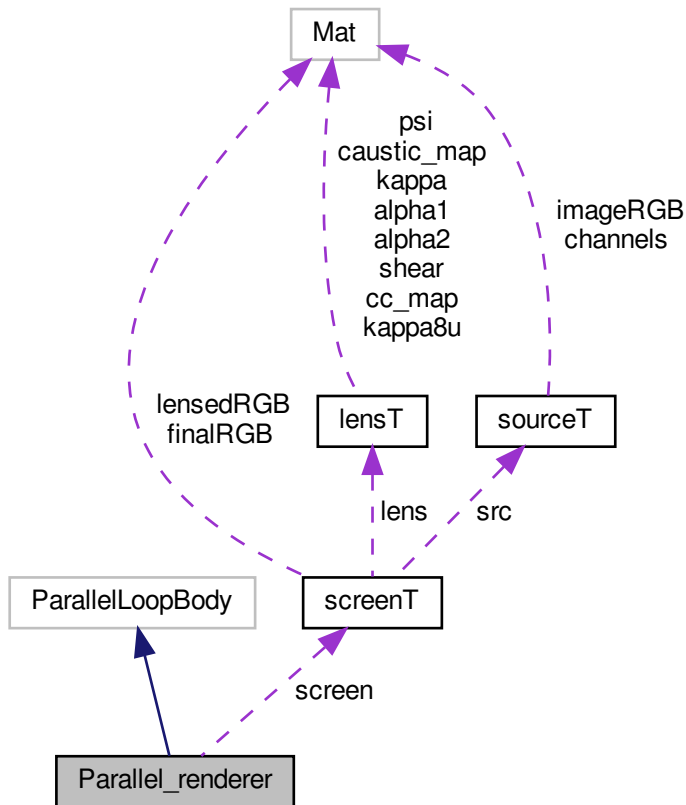 Mat
psi
caustic_map
kappa
alpha1
alpha2
shear
cc_map
kappa8u
imageRGB
channels
lensedRGB
finalRGB
lensT
sourceT
lens
src
ParallelLoopBody
screenT
screen
Parallel_renderer